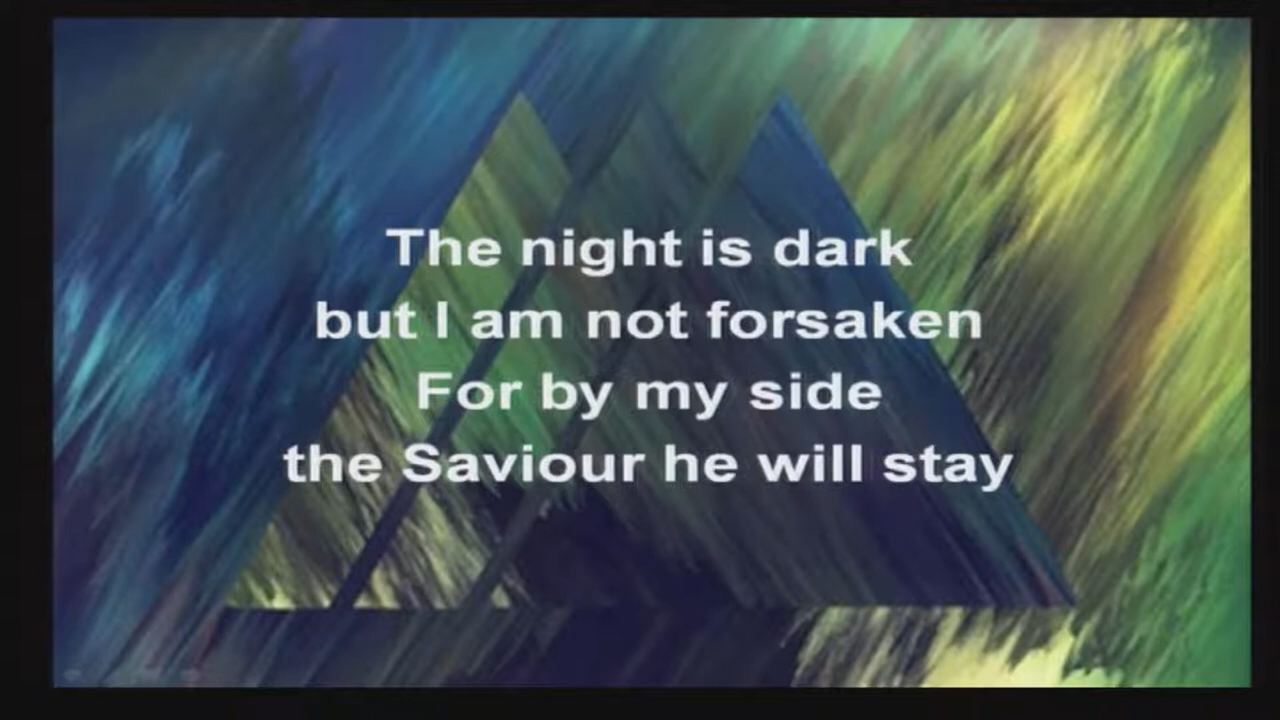 The night is dark
but I am not forsaken
For by my side
the Saviour he will stay